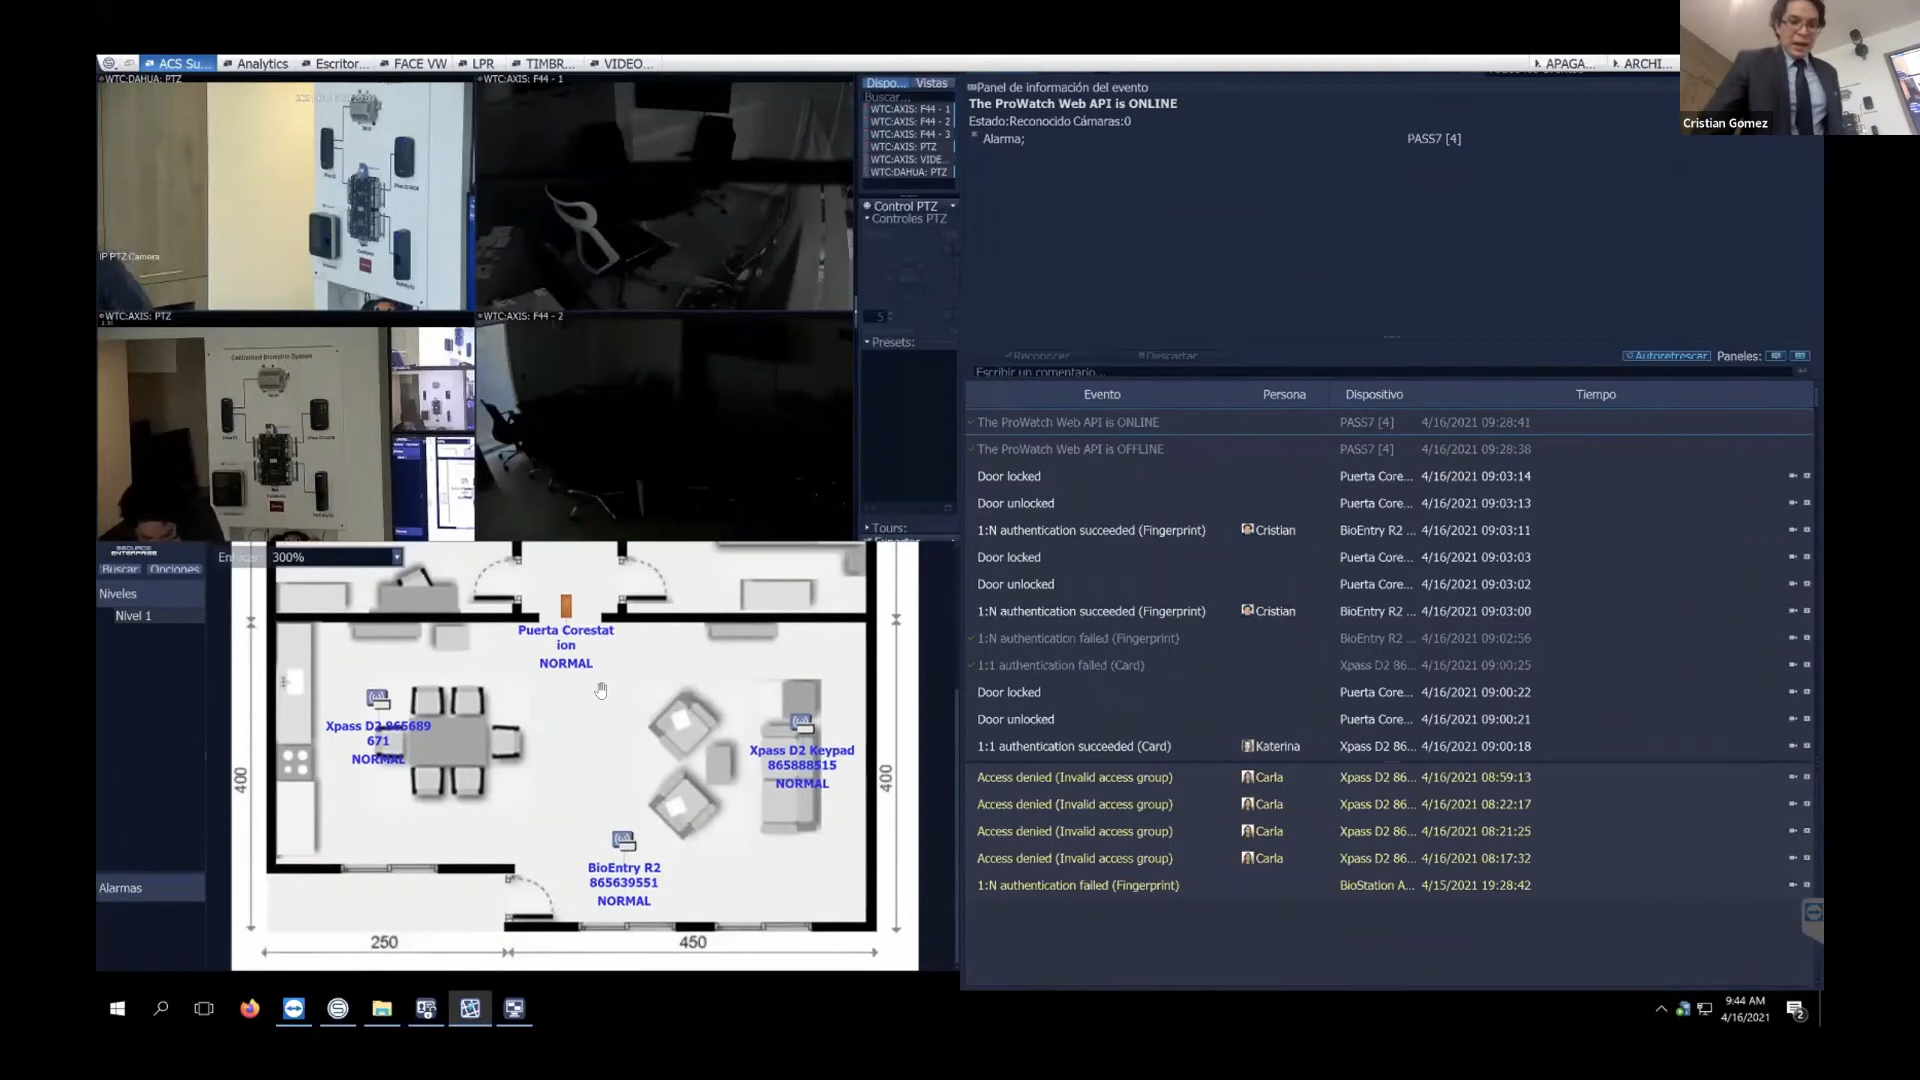 ACS Su...
Analytics
Escritor...
FACE VW
LPR
TIMBR...
VIDEO...
APAGA...
ARCHI...
Cristian Gomez
WTC:DAHUA: PTZ
WTC:AXIS: F44 - 1
IP PTZ Camera
WTC:AXIS: PTZ
WTC:AXIS: F44 - 2
Centralized Biometric System
Dispo...
Vistas
Buscar...
WTC:AXIS: F44 - 1
WTC:AXIS: F44 - 2
WTC:AXIS: F44 - 3
WTC:AXIS: PTZ
WTC:AXIS: VIDE...
WTC:DAHUA: PTZ
Control PTZ
Controles PTZ
5
Presets:
Tours:
Exportar
Panel de información del evento
The ProWatch Web API is ONLINE
Estado:Reconocido Cámaras:0
Alarma;
PASS7 [4]
Reconocer
Descartar
Autorefrescar
Paneles:
Escribir un comentario...
Evento Persona Dispositivo Tiempo
The ProWatch Web API is ONLINE PASS7 [4] 4/16/2021 09:28:41
The ProWatch Web API is OFFLINE PASS7 [4] 4/16/2021 09:28:38
Door locked Puerta Core... 4/16/2021 09:03:14
Door unlocked Puerta Core... 4/16/2021 09:03:13
1:N authentication succeeded (Fingerprint) Cristian BioEntry R2 ... 4/16/2021 09:03:11
Door locked Puerta Core... 4/16/2021 09:03:03
Door unlocked Puerta Core... 4/16/2021 09:03:02
1:N authentication succeeded (Fingerprint) Cristian BioEntry R2 ... 4/16/2021 09:03:00
1:N authentication failed (Fingerprint) BioEntry R2 ... 4/16/2021 09:02:56
1:1 authentication failed (Card) Xpass D2 86... 4/16/2021 09:00:25
Door locked Puerta Core... 4/16/2021 09:00:22
Door unlocked Puerta Core... 4/16/2021 09:00:21
1:1 authentication succeeded (Card) Katerina Xpass D2 86... 4/16/2021 09:00:18
Access denied (Invalid access group) Carla Xpass D2 86... 4/16/2021 08:59:13
Access denied (Invalid access group) Carla Xpass D2 86... 4/16/2021 08:22:17
Access denied (Invalid access group) Carla Xpass D2 86... 4/16/2021 08:21:25
Access denied (Invalid access group) Carla Xpass D2 86... 4/16/2021 08:17:32
1:N authentication failed (Fingerprint) BioStation A... 4/15/2021 19:28:42
ENTERPRISE
Buscar
Opciones
Niveles
Nivel 1
Alarmas
300%
Puerta Corestat
ion
NORMAL
Xpass D2 865689
671
NORMAL
Xpass D2 Keypad
865888515
NORMAL
BioEntry R2
865639551
NORMAL
400
400
250
450
9:44 AM
4/16/2021
2